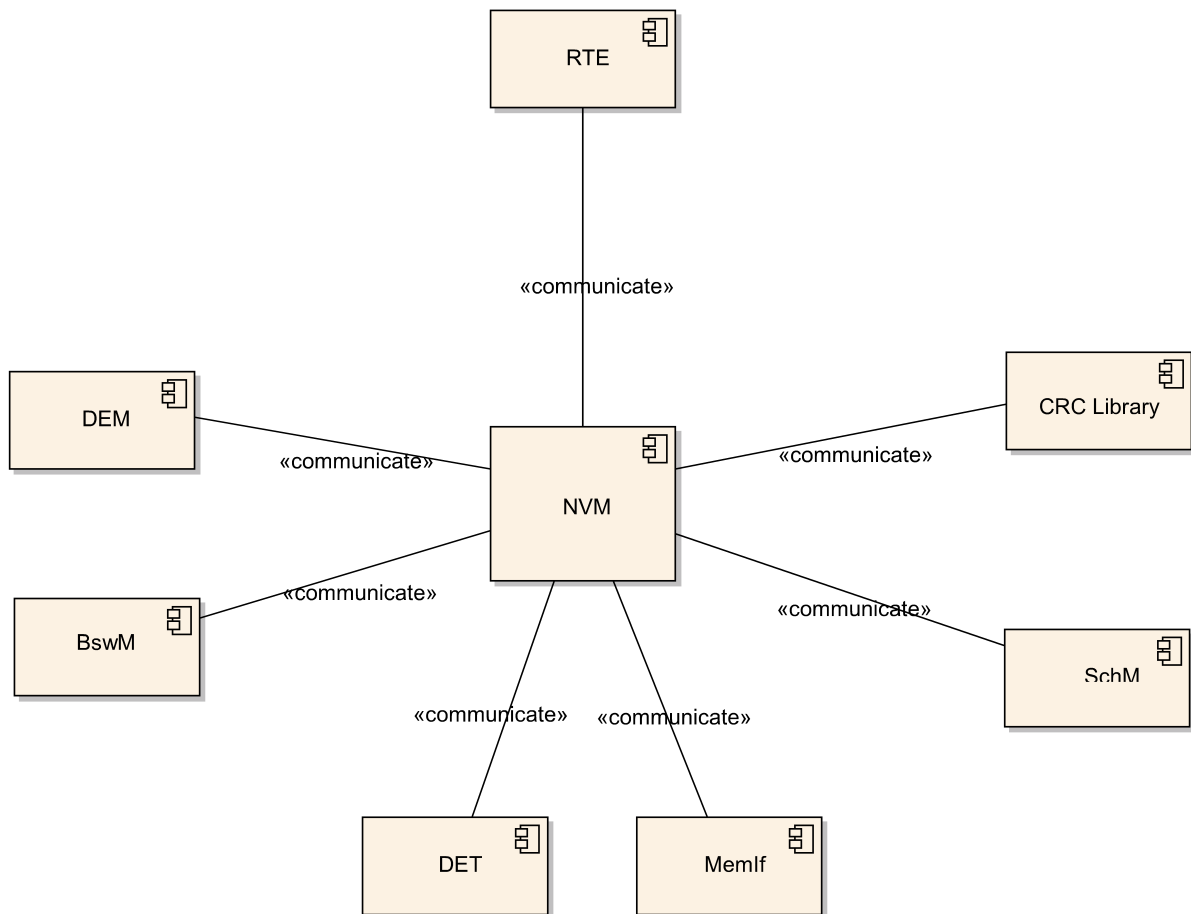 RTE
«communicate»
CRC Library
DEM
«communicate»
«communicate»
NVM
«communicate»
«communicate»
BswM
SchM
«communicate»
«communicate»
DET
MemIf